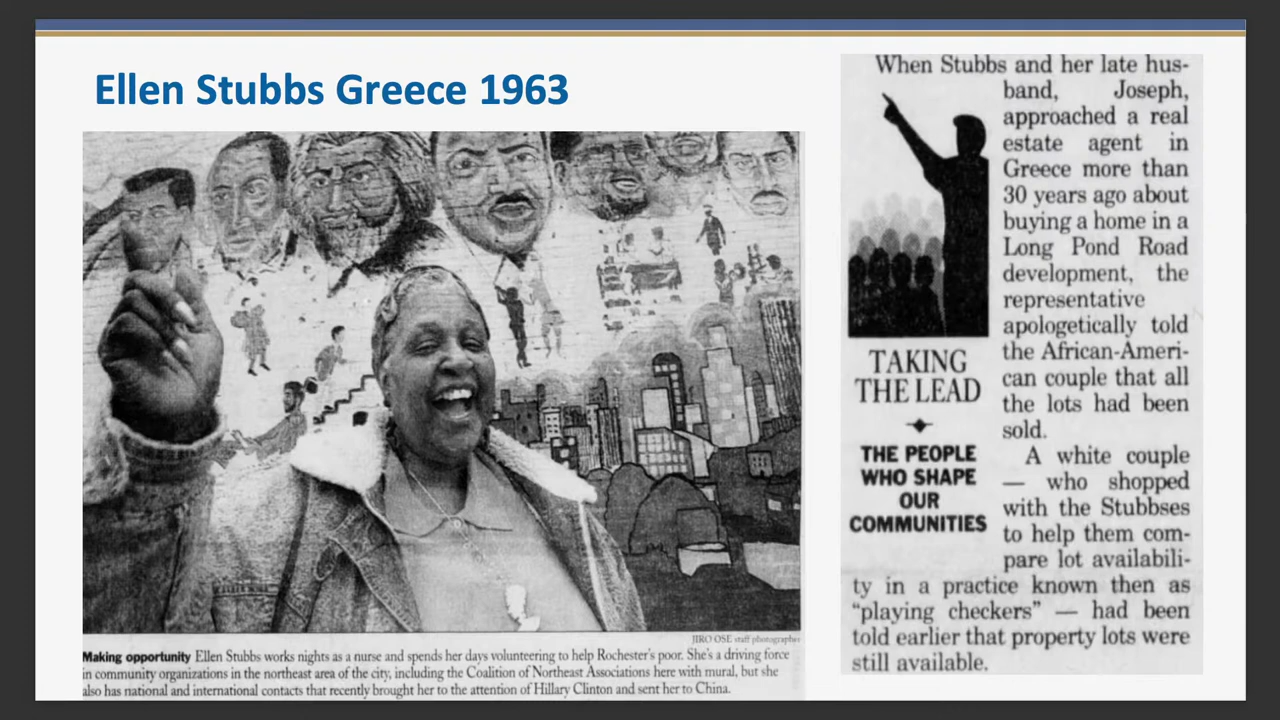 Ellen Stubbs Greece 1963
JIRO OSE staff photographer
Making opportunity Ellen Stubbs works nights as a nurse and spends her days volunteering to help Rochester's poor. She's a driving force
in community organizations in the northeast area of the city, including the Coalition of Northeast Associations here with mural, but she
also has national and international contacts that recently brought her to the attention of Hillary Clinton and sent her to China.
When Stubbs and her late hus-
band, Joseph,
approached a real
estate agent in
Greece more than
30 years ago about
buying a home in a
Long Pond Road
development, the
representative
apologetically told
the African-Ameri-
can couple that all
the lots had been
sold.
A white couple
— who shopped
with the Stubbses
to help them com-
pare lot availabili-
ty in a practice known then as
"playing checkers" — had been
told earlier that property lots were
still available.
TAKING
THE LEAD
THE PEOPLE
WHO SHAPE
OUR
COMMUNITIES